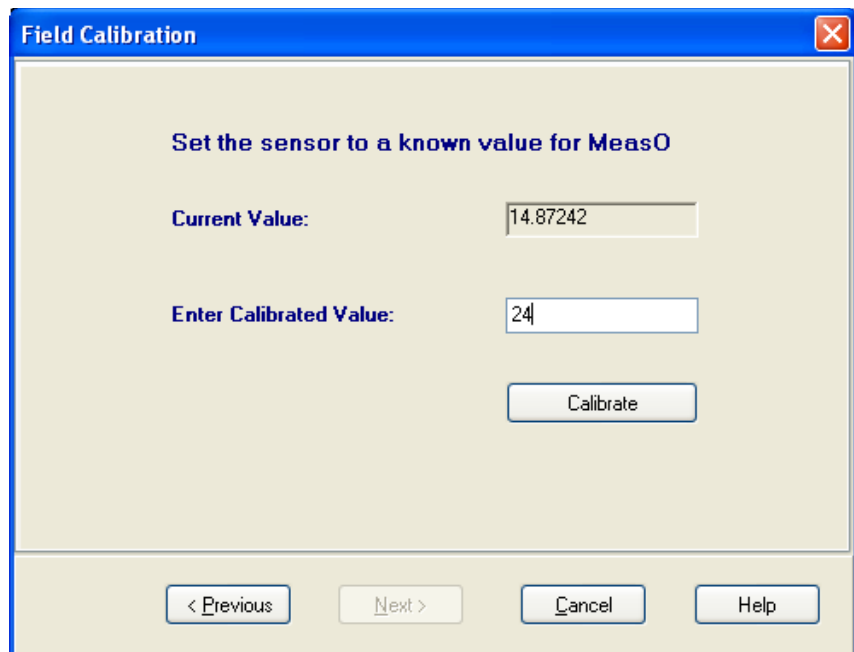 Field Calibration
Set the sensor to a known value for MeasO
Current Value: 14.87242
Enter Calibrated Value: 24
Calibrate
< Previous Next > Cancel Help